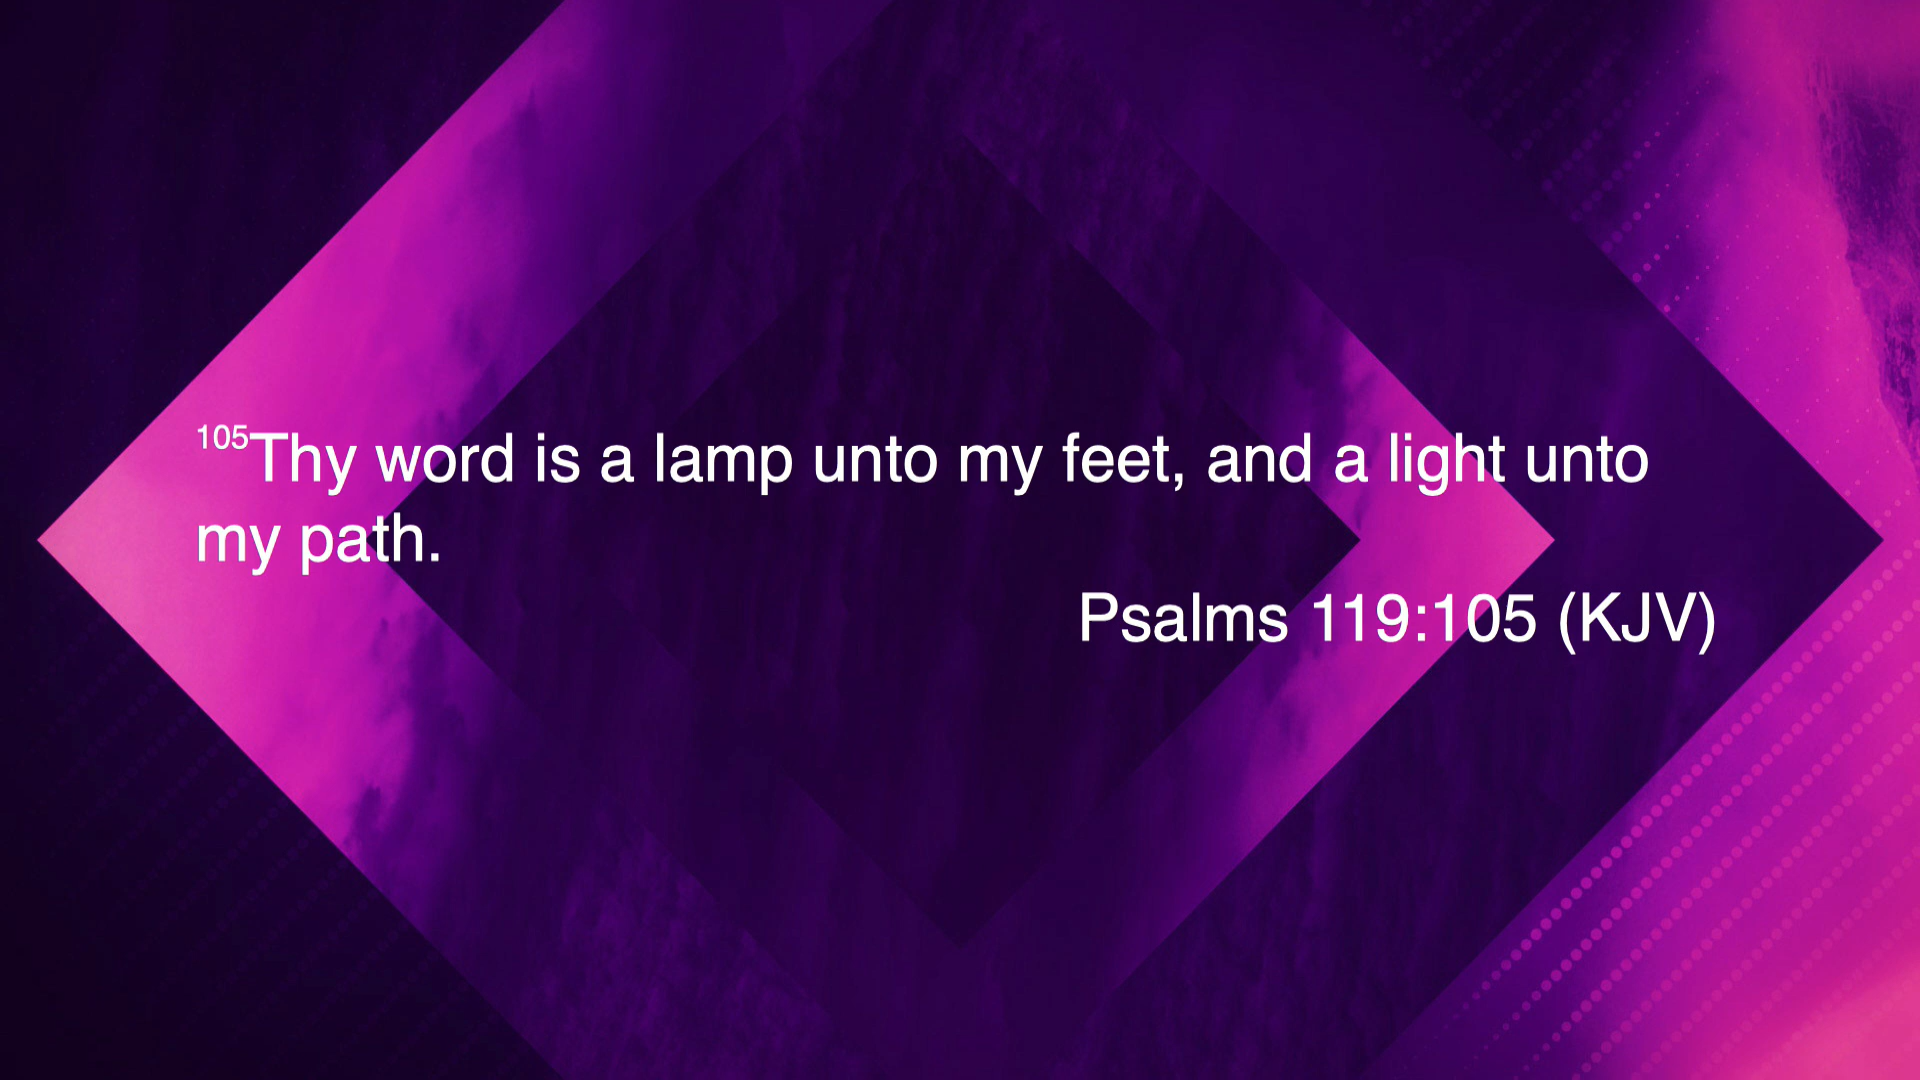 105Thy word is a lamp unto my feet, and a light unto
my path.
Psalms 119:105 (KJV)